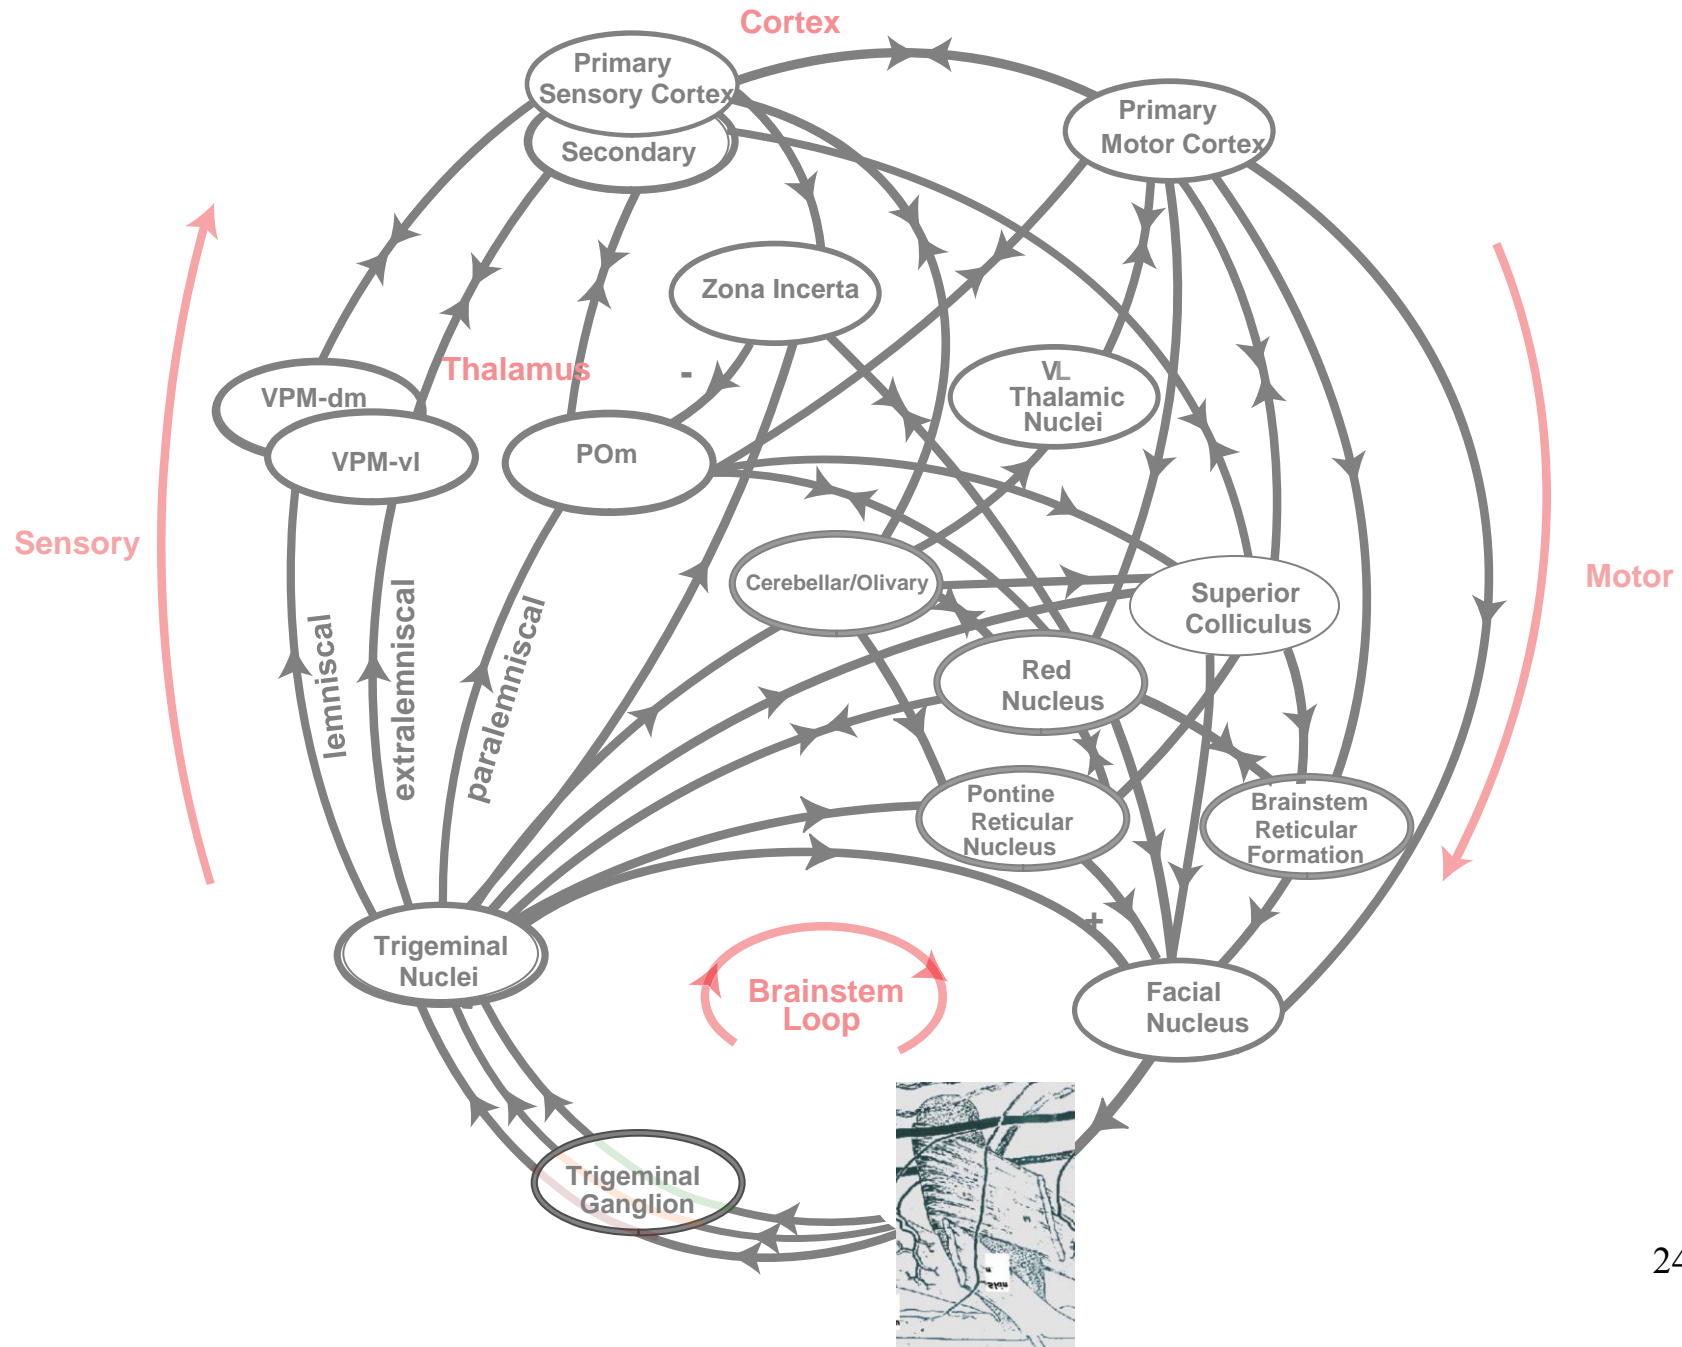 Cortex
Primary
Sensory Cortex
Secondary
Primary
Motor Cortex
Zona Incerta
Thalamus
-
VPM-dm
VPM-vl
POm
VL
Thalamic
Nuclei
Sensory
Motor
Cerebellar/Olivary
Superior
Colliculus
lemniscal
extralemniscal
paralemniscal
Red
Nucleus
Pontine
Reticular
Nucleus
Brainstem
Reticular
Formation
+
Trigeminal
Nuclei
Brainstem
Loop
Facial
Nucleus
Trigeminal
Ganglion
24